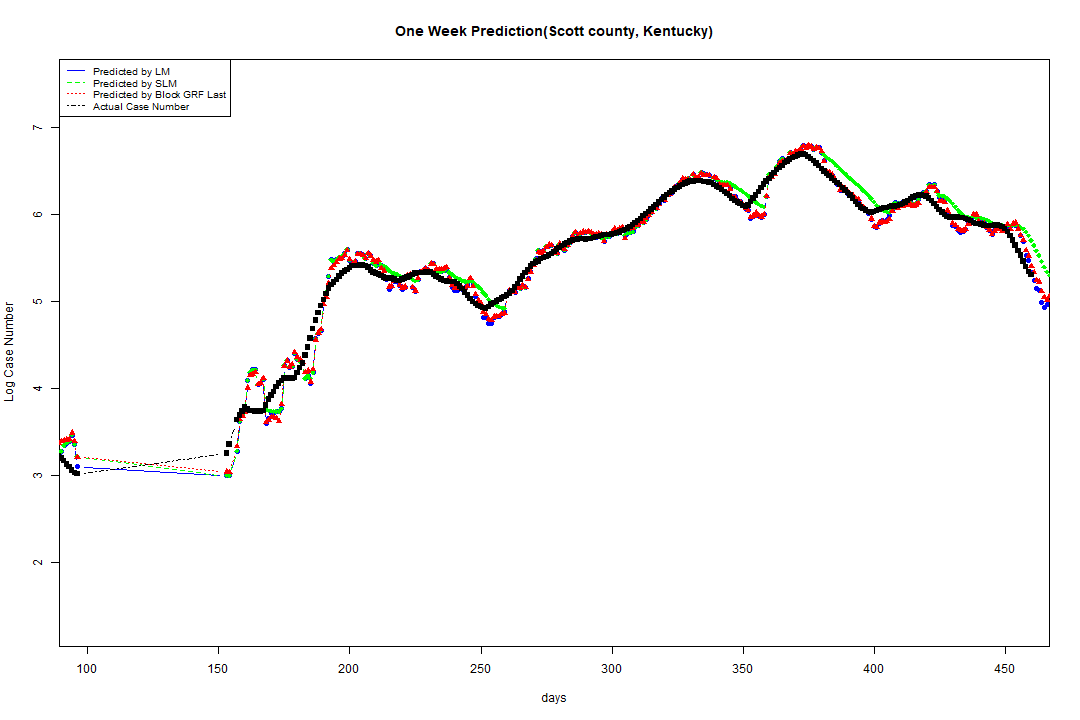 One Week Prediction(Scott county, Kentucky)
Predicted by LM
Predicted by SLM
Predicted by Block GRF Last
Actual Case Number
7
6
5
4
3
2
Log Case Number
100 150 200 250 300 350 400 450
days